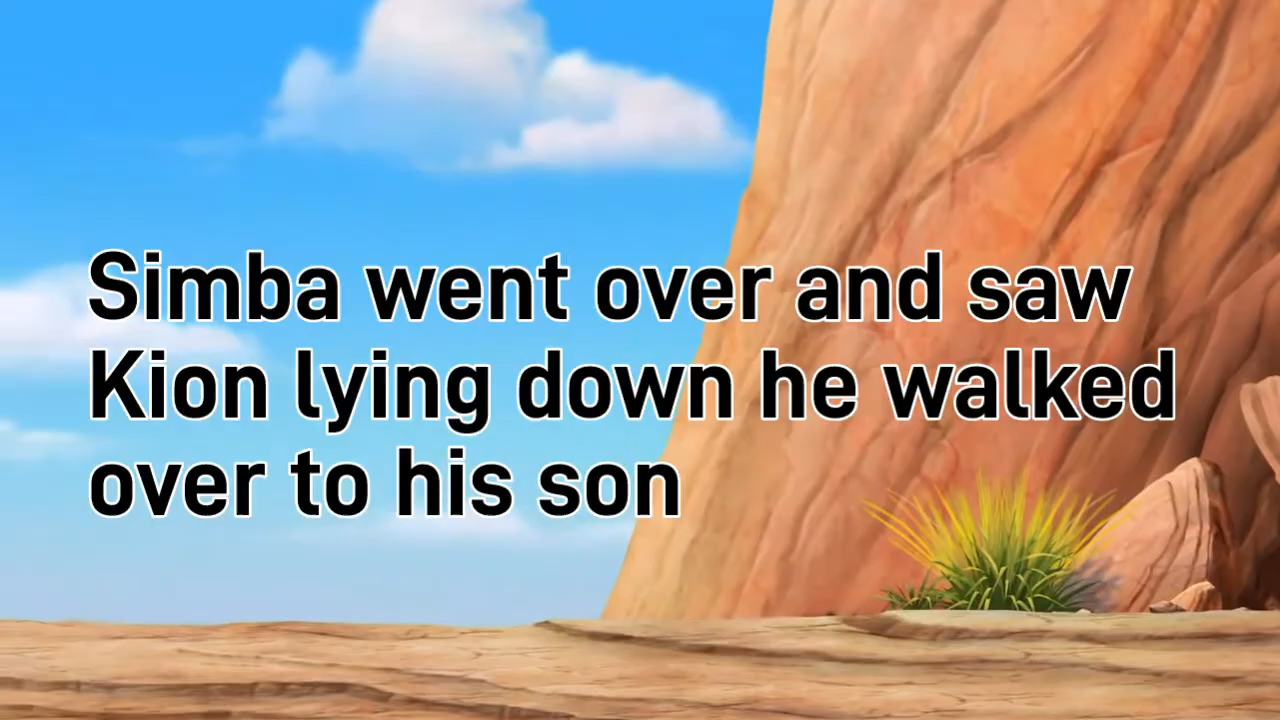 Simba went over and saw
Kion lying down he walked
over to his son